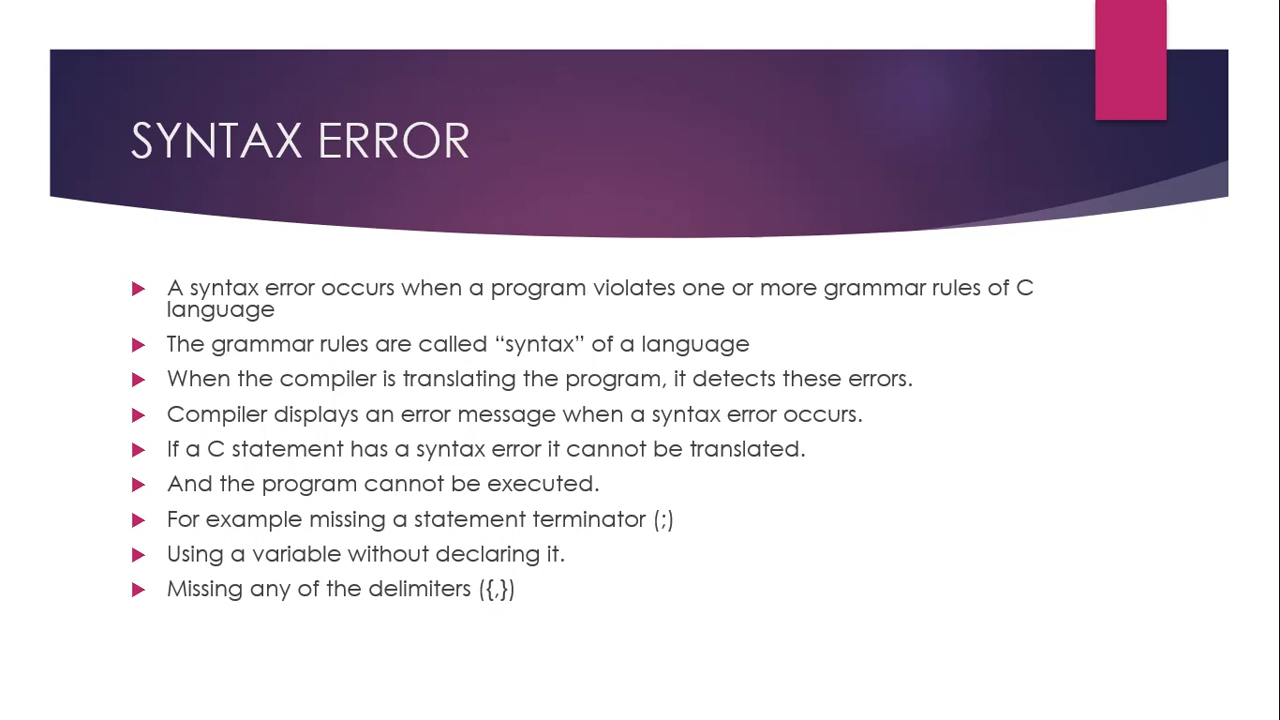 SYNTAX ERROR
A syntax error occurs when a program violates one or more grammar rules of C
language
The grammar rules are called “syntax” of a language
When the compiler is translating the program, it detects these errors.
Compiler displays an error message when a syntax error occurs.
If a C statement has a syntax error it cannot be translated.
And the program cannot be executed.
For example missing a statement terminator (;)
Using a variable without declaring it.
Missing any of the delimiters ({,})